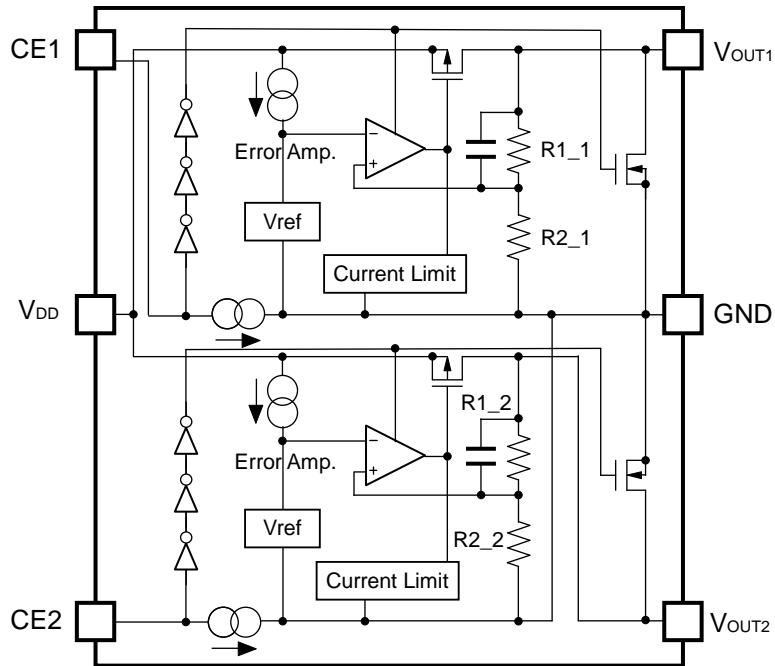 CE1
VOUT1
Error Amp.
−
+
R1_1
Vref
R2_1
Current Limit
VDD
GND
R1_2
−
Error Amp.
+
Vref
R2_2
Current Limit
CE2
VOUT2